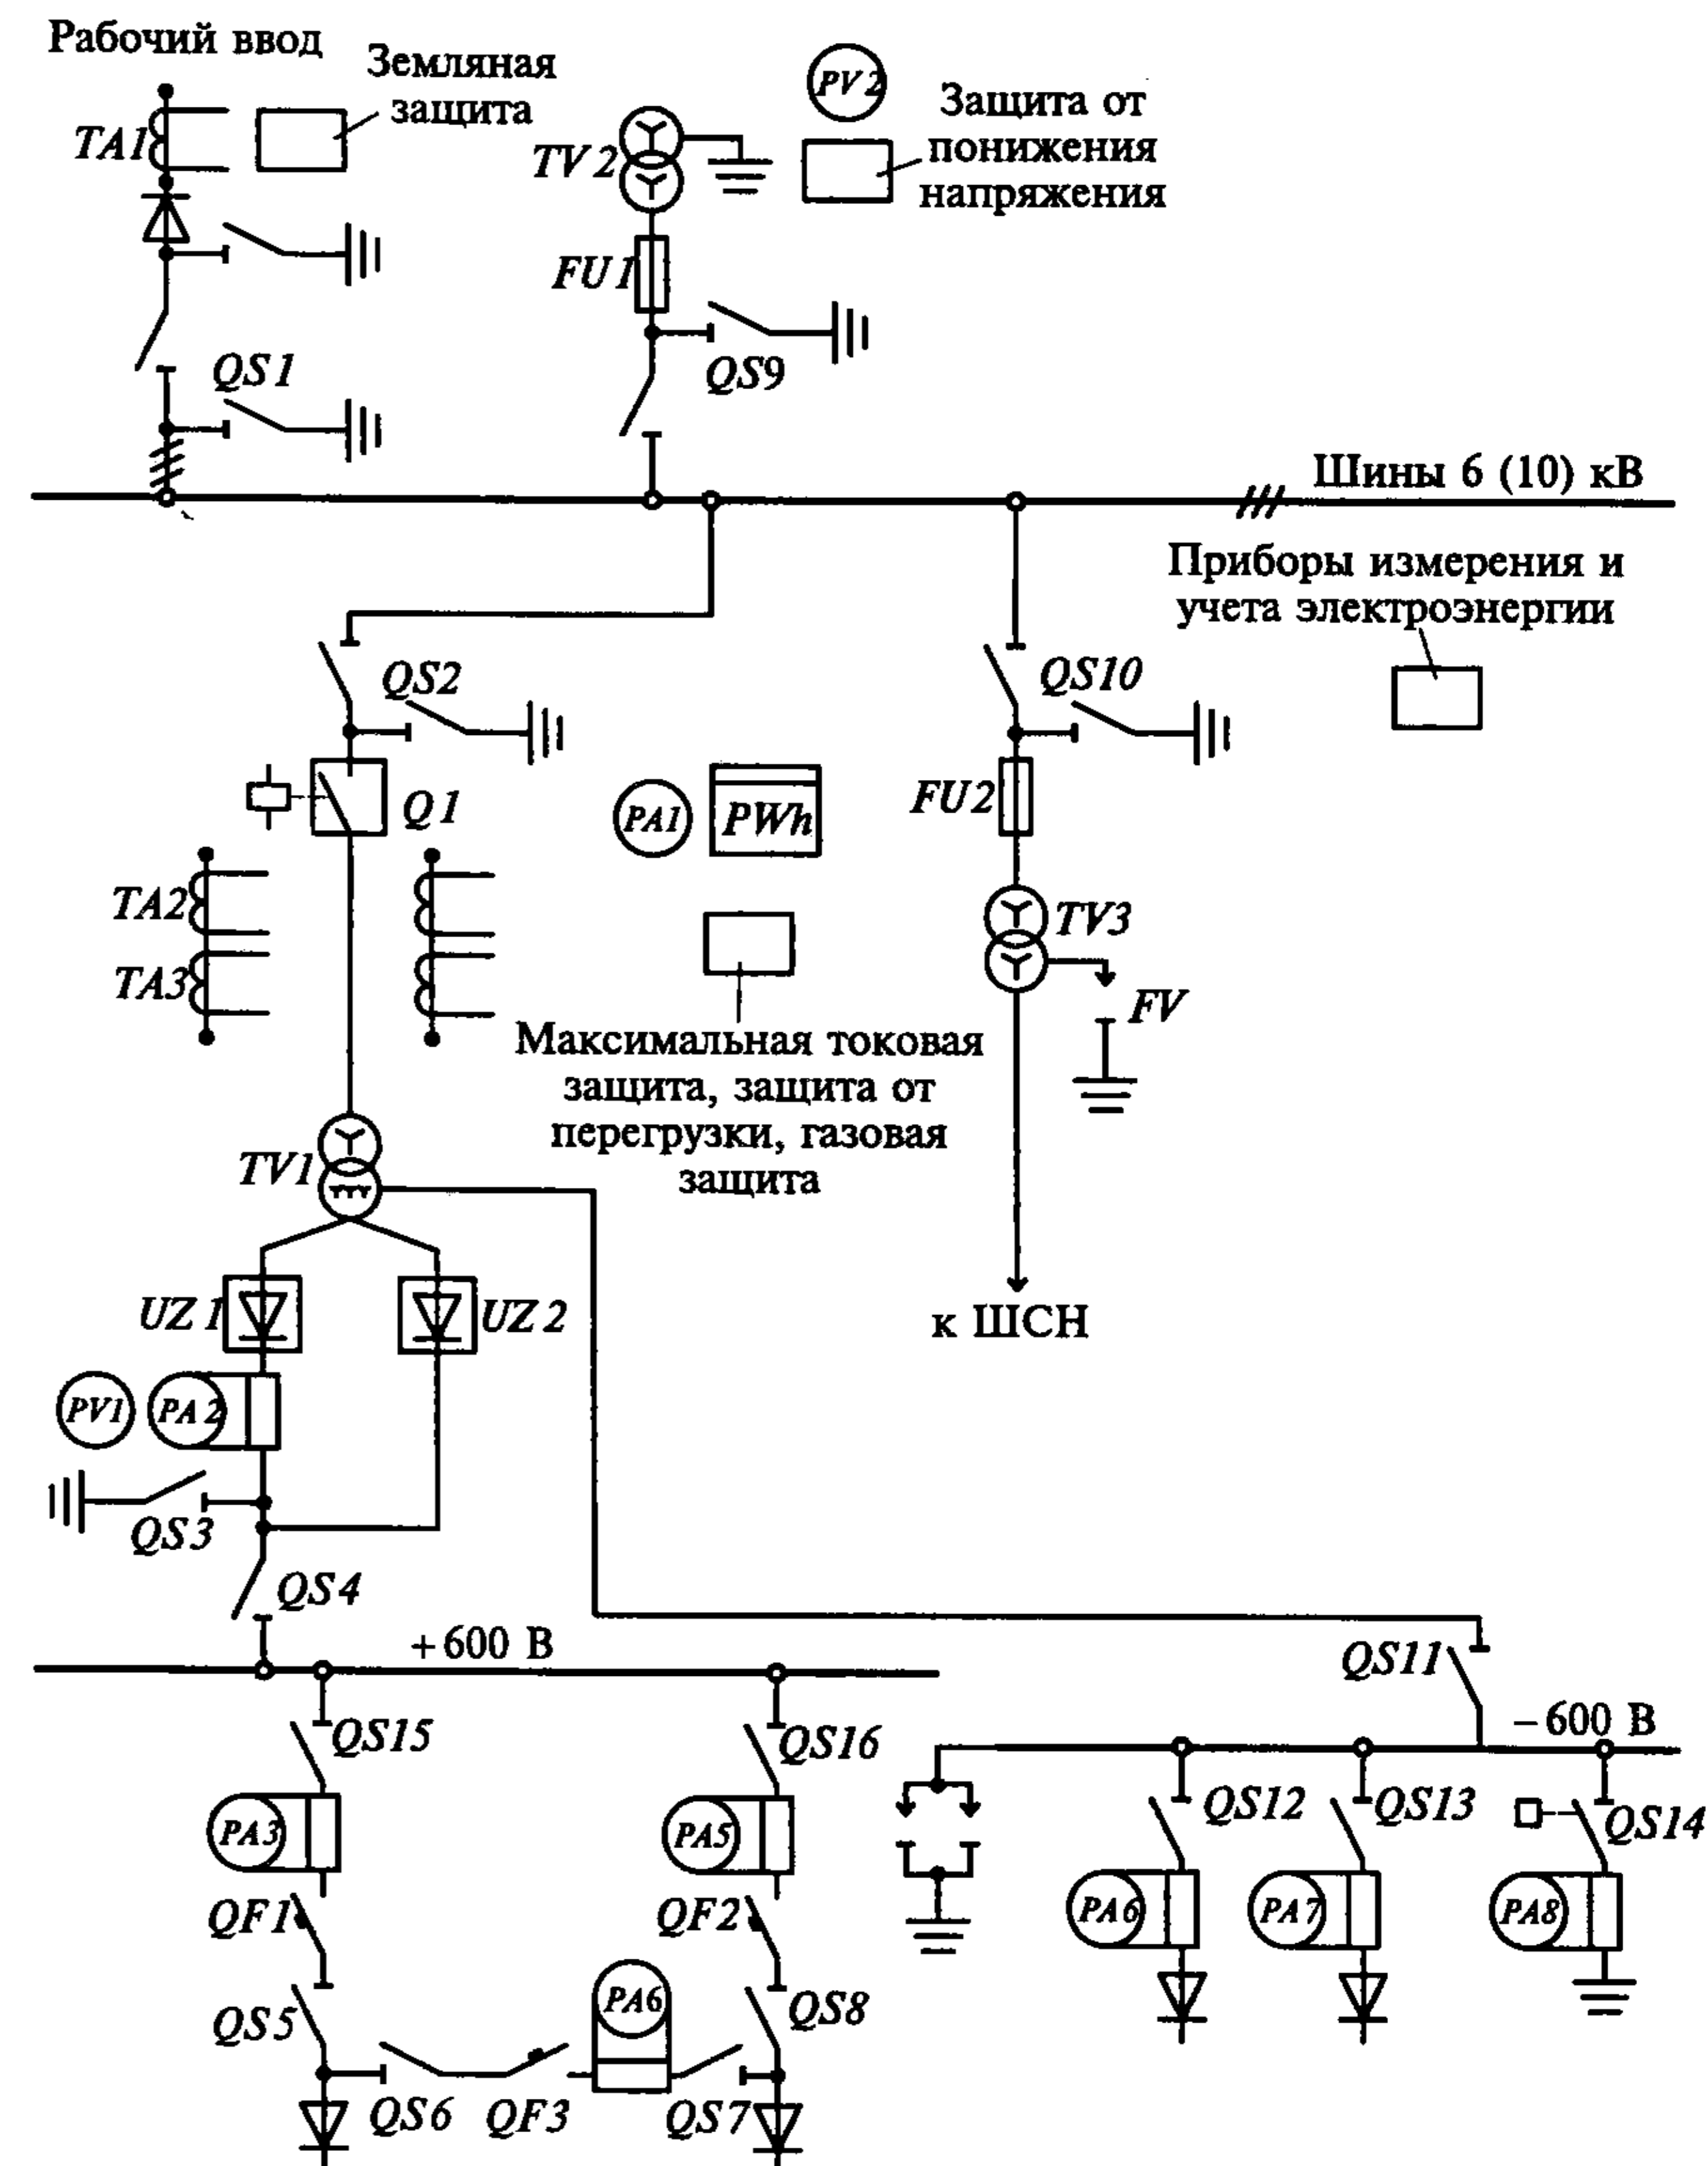 Рабочий ввод
Земляная
защита
TA1
PV2
TV2
Защита от
понижения
напряжения
FU1
QS1
QS9
Шины 6 (10) кВ
Приборы измерения и
учета электроэнергии
QS2
QS10
Q1
PA1
PWh
FU2
TA2
TA3
TV3
FV
Максимальная токовая
защита, защита от
перегрузки, газовая
защита
TV1
UZ1
UZ2
к ШСН
PV1
PA2
QS3
QS4
+600 В
QS11
−600 В
QS15
QS16
QS12
QS13
QS14
PA3
PA5
QF1
QF2
PA6
PA7
PA8
QS5
PA6
QS8
QS6
QF3
QS7